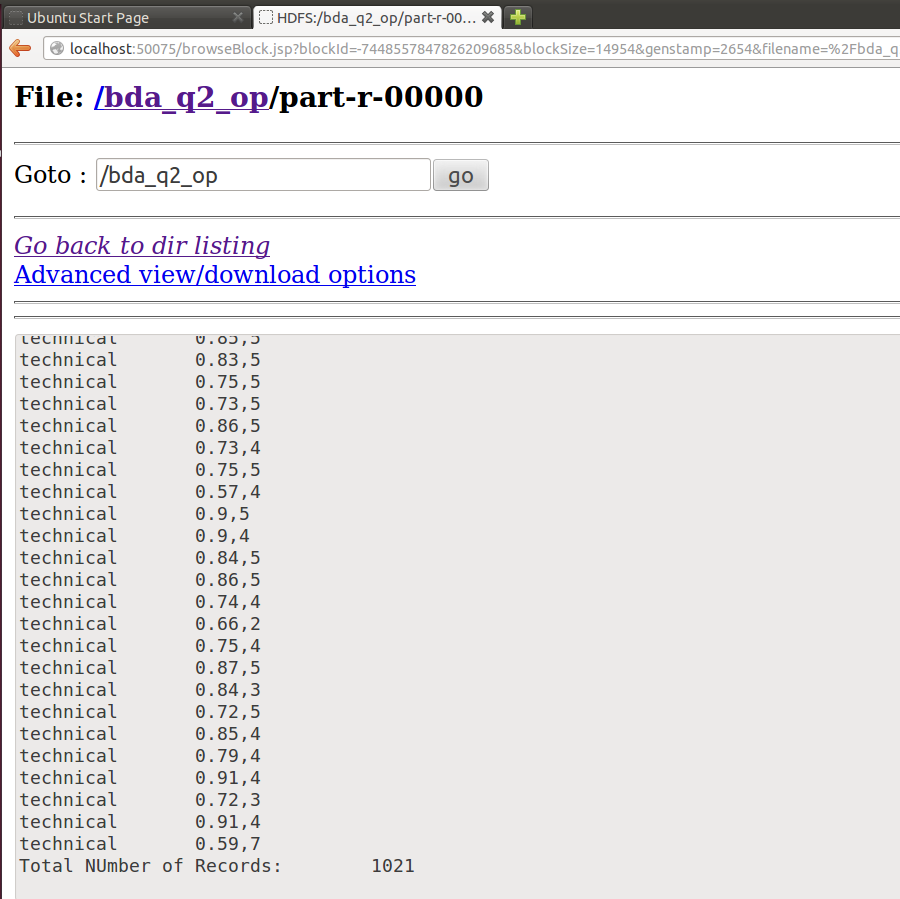 Ubuntu Start Page
HDFS:/bda_q2_op/part-r-00...
localhost:50075/browseBlock.jsp?blockId=-7448557847826209685&blockSize=14954&genstamp=2654&filename=%2Fbda_q
File: /bda_q2_op/part-r-00000
Goto : /bda_q2_op go
Go back to dir listing
Advanced view/download options
technical 0.85,5
technical 0.83,5
technical 0.75,5
technical 0.73,5
technical 0.86,5
technical 0.73,4
technical 0.75,5
technical 0.57,4
technical 0.9,5
technical 0.9,4
technical 0.84,5
technical 0.86,5
technical 0.74,4
technical 0.66,2
technical 0.75,4
technical 0.87,5
technical 0.84,3
technical 0.72,5
technical 0.85,4
technical 0.79,4
technical 0.91,4
technical 0.72,3
technical 0.91,4
technical 0.59,7
Total NUmber of Records: 1021